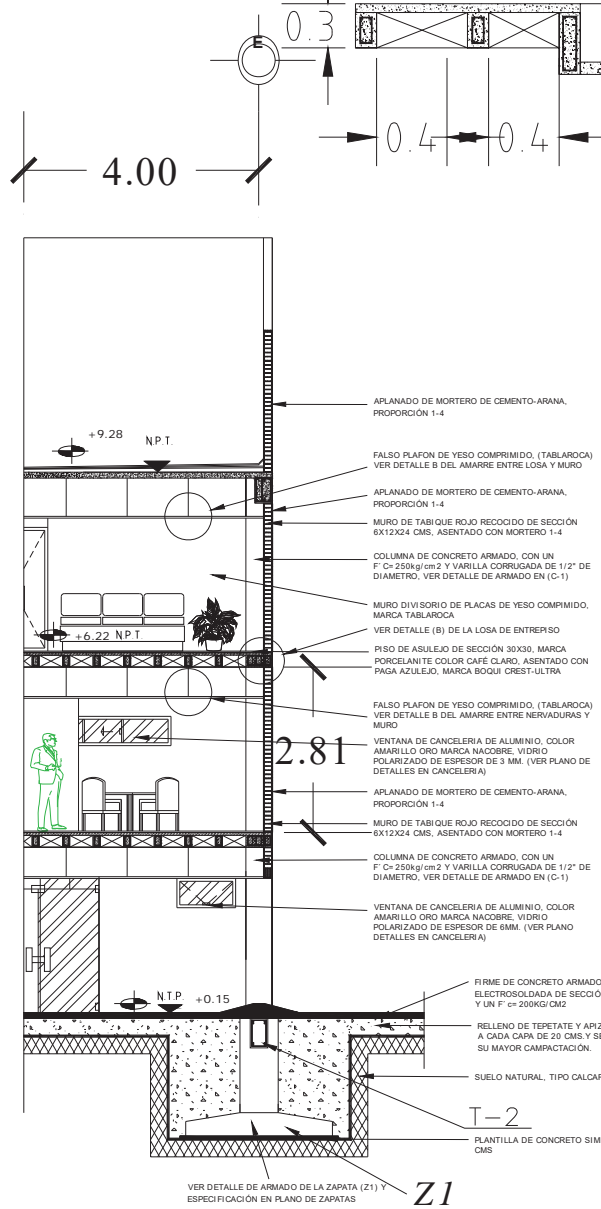 0.3
E
0.4
0.4
4.00
APLANADO DE MORTERO DE CEMENTO-ARANA,
PROPORCIÓN 1-4
+9.28
N.P.T.
FALSO PLAFON DE YESO COMPRIMIDO, (TABLAROCA)
VER DETALLE B DEL AMARRE ENTRE LOSA Y MURO
APLANADO DE MORTERO DE CEMENTO-ARANA,
PROPORCIÓN 1-4
MURO DE TABIQUE ROJO RECOCIDO DE SECCIÓN
6X12X24 CMS, ASENTADO CON MORTERO 1-4
COLUMNA DE CONCRETO ARMADO, CON UN
F´ C= 250kg/cm2 Y VARILLA CORRUGADA DE 1/2" DE
DIAMETRO, VER DETALLE DE ARMADO EN (C-1)
MURO DIVISORIO DE PLACAS DE YESO COMPIMIDO,
MARCA TABLAROCA
+6.22 N.P.T.
VER DETALLE (B) DE LA LOSA DE ENTREPISO
PISO DE ASULEJO DE SECCIÓN 30X30, MARCA
PORCELANITE COLOR CAFÉ CLARO, ASENTADO CON
PAGA AZULEJO, MARCA BOQUI CREST-ULTRA
FALSO PLAFON DE YESO COMPRIMIDO, (TABLAROCA)
VER DETALLE B DEL AMARRE ENTRE NERVADURAS Y
MURO
2.81
VENTANA DE CANCELERIA DE ALUMINIO, COLOR
AMARILLO ORO MARCA NACOBRE, VIDRIO
POLARIZADO DE ESPESOR DE 3 MM. (VER PLANO DE
DETALLES EN CANCELERIA)
APLANADO DE MORTERO DE CEMENTO-ARANA,
PROPORCIÓN 1-4
MURO DE TABIQUE ROJO RECOCIDO DE SECCIÓN
6X12X24 CMS, ASENTADO CON MORTERO 1-4
COLUMNA DE CONCRETO ARMADO, CON UN
F´ C= 250kg/cm2 Y VARILLA CORRUGADA DE 1/2" DE
DIAMETRO, VER DETALLE DE ARMADO EN (C-1)
VENTANA DE CANCELERIA DE ALUMINIO, COLOR
AMARILLO ORO MARCA NACOBRE, VIDRIO
POLARIZADO DE ESPESOR DE 6MM. (VER PLANO
DETALLES EN CANCELERIA)
N.T.P. +0.15
FIRME DE CONCRETO ARMADO
ELECTROSOLDADA DE
Y UN F´ c= 200KG/CM2
RELLENO DE TEPETATE Y
A CADA CAPA DE 20 CMS.Y
SU MAYOR CAMPACTACIÓN.
SUELO NATURAL, TIPO
T-2
PLANTILLA DE CONCRETO
CMS
VER DETALLE DE ARMADO DE LA ZAPATA (Z1) Y
ESPECIFICACIÓN EN PLANO DE ZAPATAS
Z1